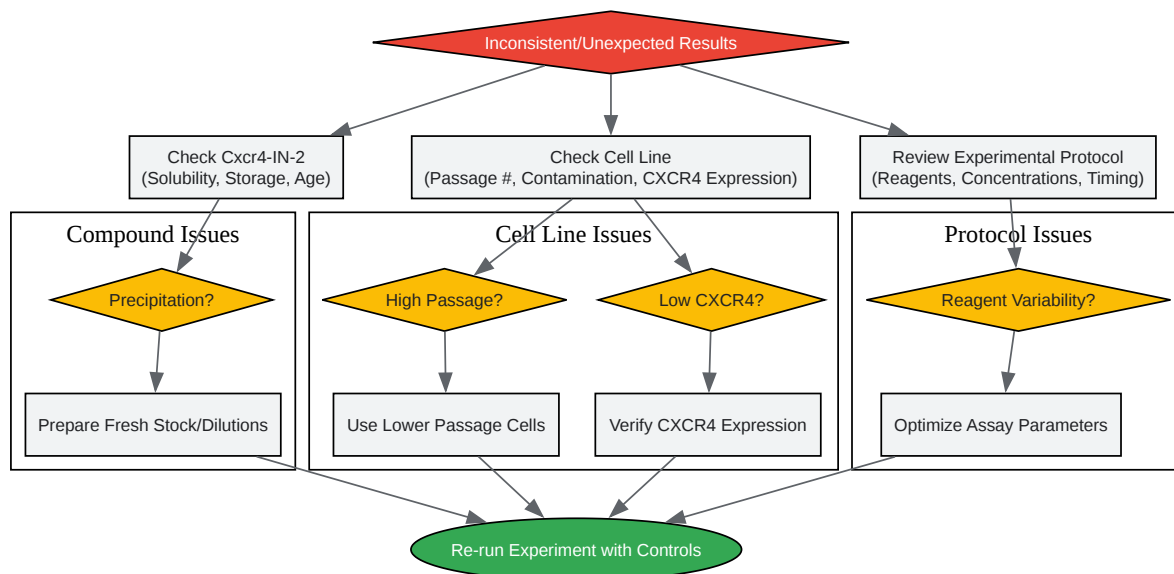 Inconsistent/Unexpected Results
Check Cxcr4-IN-2
(Solubility, Storage, Age)
Check Cell Line
(Passage #, Contamination, CXCR4 Expression)
Review Experimental Protocol
(Reagents, Concentrations, Timing)
Compound Issues
Cell Line Issues
Protocol Issues
Precipitation?
High Passage?
Low CXCR4?
Reagent Variability?
Prepare Fresh Stock/Dilutions
Use Lower Passage Cells
Verify CXCR4 Expression
Optimize Assay Parameters
Re-run Experiment with Controls